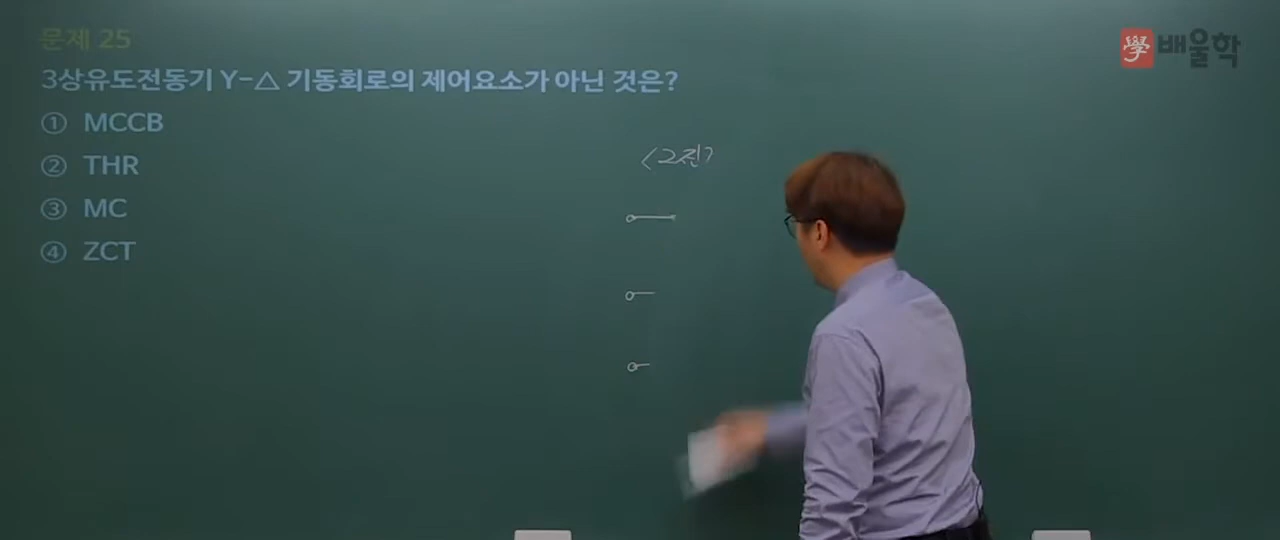 문제 25
學 배울학
3상유도전동기 Y-△ 기동회로의 제어요소가 아닌 것은?
① MCCB
② THR
③ MC
④ ZCT